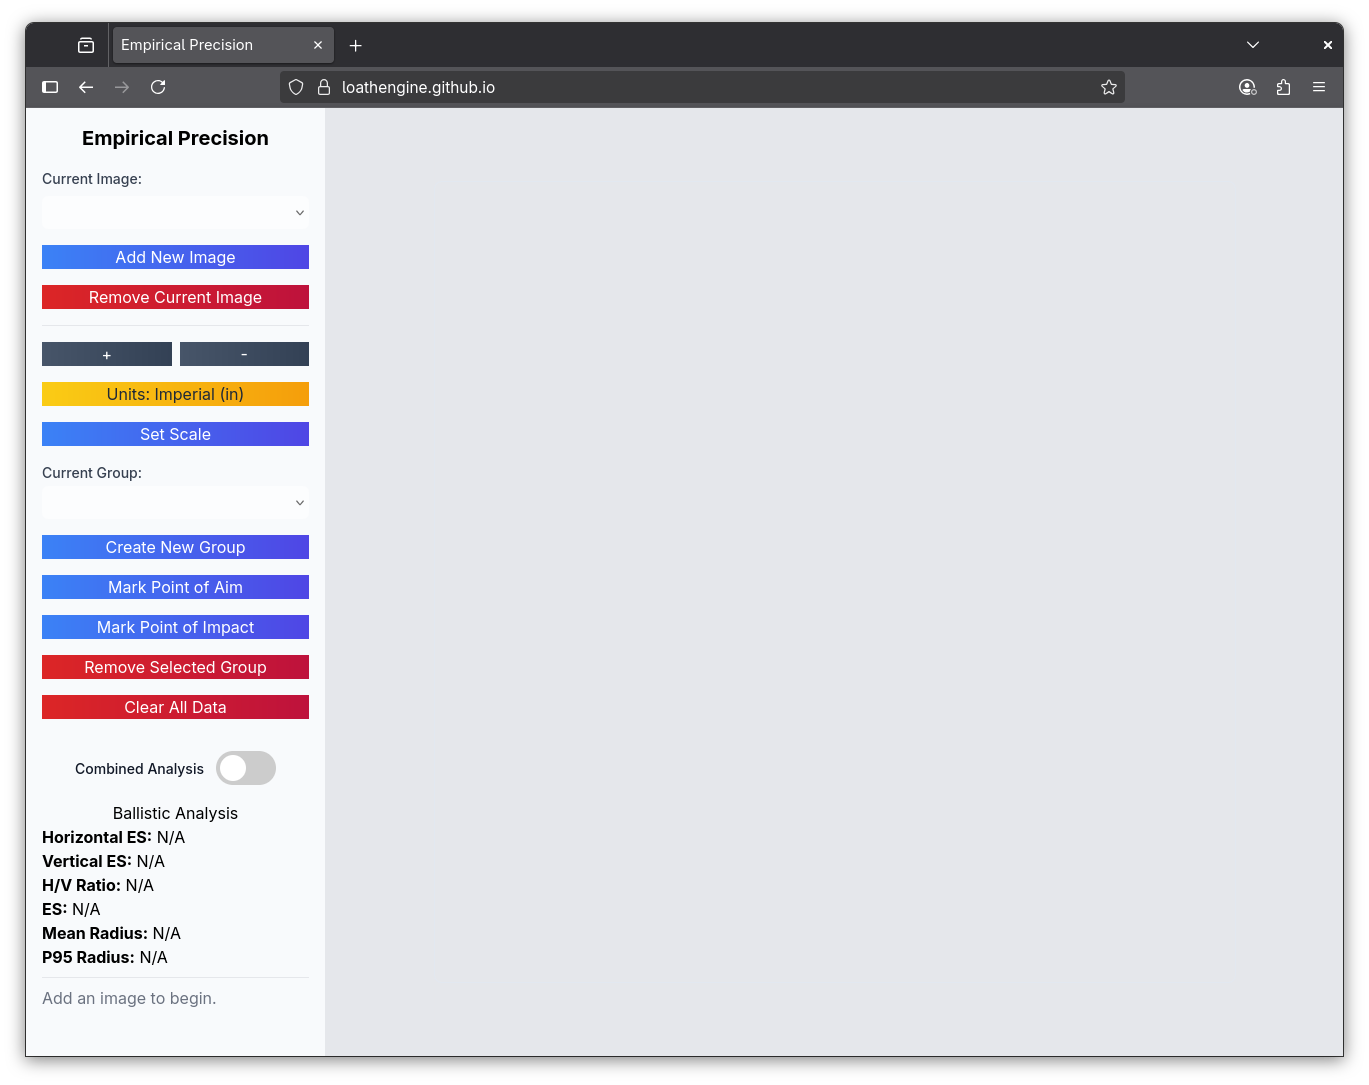 Empirical Precision
loathengine.github.io
Empirical Precision
Current Image:
Add New Image
Remove Current Image
+ -
Units: Imperial (in)
Set Scale
Current Group:
Create New Group
Mark Point of Aim
Mark Point of Impact
Remove Selected Group
Clear All Data
Combined Analysis
Ballistic Analysis
Horizontal ES: N/A
Vertical ES: N/A
H/V Ratio: N/A
ES: N/A
Mean Radius: N/A
P95 Radius: N/A
Add an image to begin.